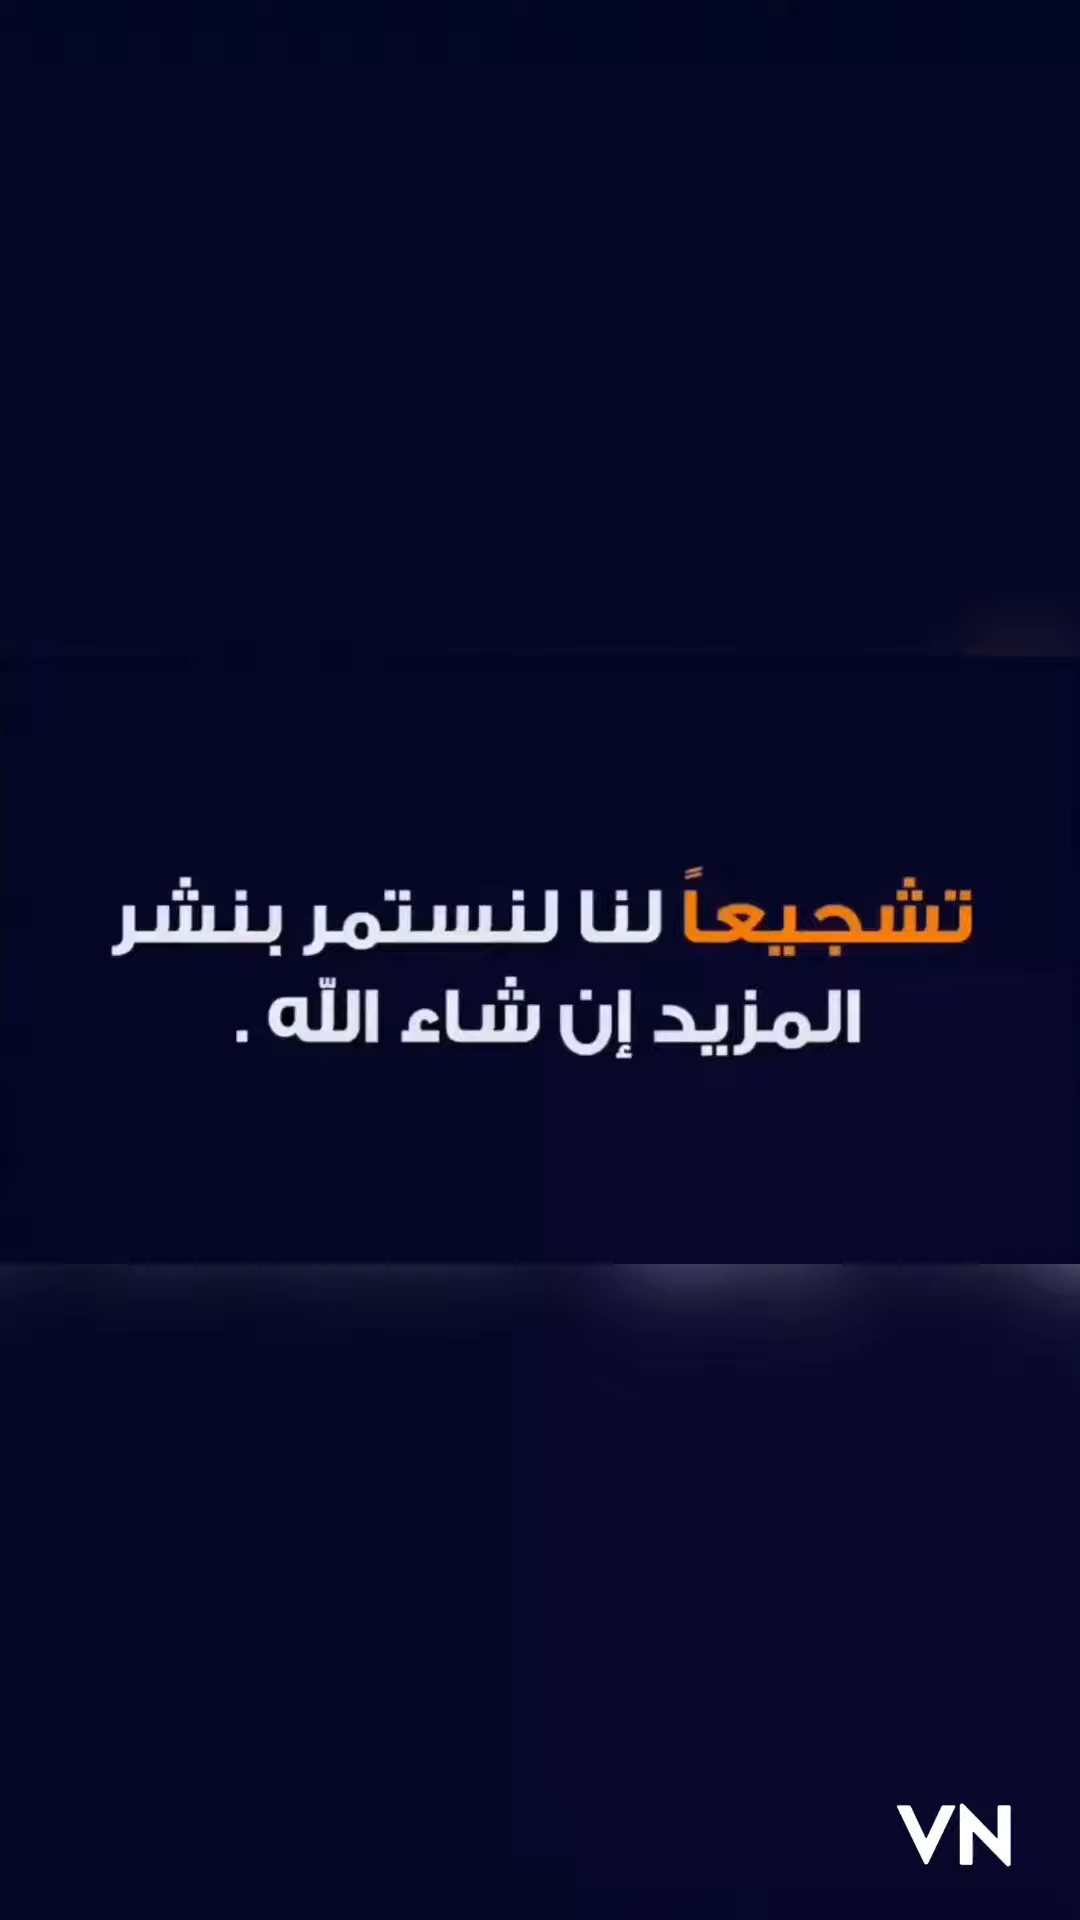 تشجيعاً لنا لنستمر بنشر
المزيد إن شاء اللّه .
VN